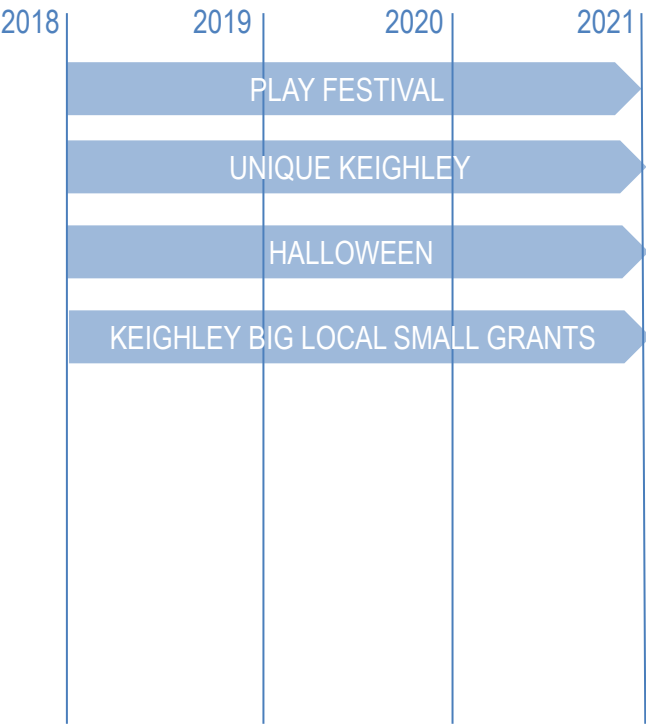 2018 2019 2020 2021
PLAY FESTIVAL
UNIQUE KEIGHLEY
HALLOWEEN
KEIGHLEY BIG LOCAL SMALL GRANTS